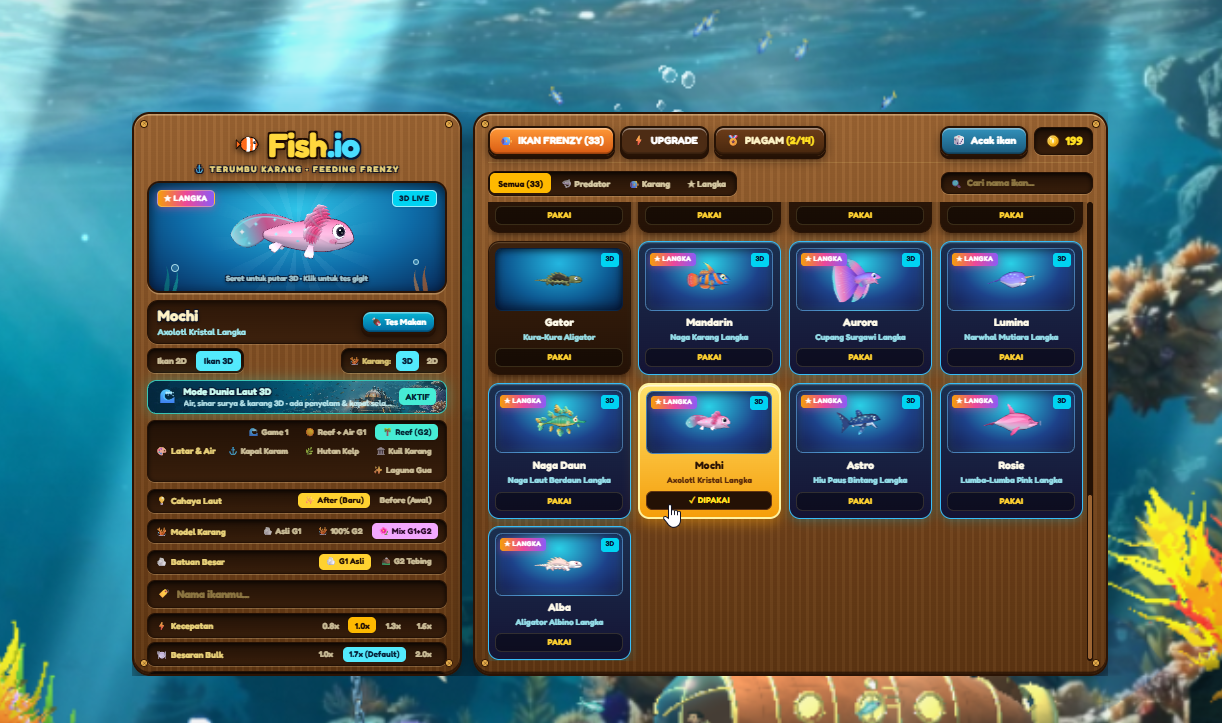 Fish.io
TERUMBU KARANG • FEEDING FRENZY
★ LANGKA
3D LIVE
Seret untuk putar 3D • Klik untuk tes gigit
Mochi
Axolotl Kristal Langka
Tes Makan
Ikan 2D
Ikan 3D
Karang:
3D
2D
Mode Dunia Laut 3D
Air, sinar surya & karang 3D • ada penyelam & kapal sela...
AKTIF
Latar & Air
Game 1
Reef + Air G1
Reef (G2)
Kapal Karam
Hutan Kelp
Kuil Karang
Laguna Gua
Cahaya Laut
After (Baru)
Before (Awal)
Model Karang
Asli G1
100% G2
Mix G1+G2
Batuan Besar
G1 Asli
G2 Tebing
Nama ikanmu...
Kecepatan
0.8x
1.0x
1.3x
1.6x
Besaran Bulk
1.0x
1.7x (Default)
2.0x
IKAN FRENZY (33)
UPGRADE
PIAGAM (2/14)
Acak ikan
199
Semua (33)
Predator
Karang
★ Langka
Cari nama ikan...
PAKAI
PAKAI
PAKAI
PAKAI
3D
Gator
Kura-Kura Aligator
PAKAI
★ LANGKA
3D
Mandarin
Naga Karang Langka
PAKAI
★ LANGKA
3D
Aurora
Cupang Surgawi Langka
PAKAI
★ LANGKA
3D
Lumina
Narwhal Mutiara Langka
PAKAI
★ LANGKA
3D
Naga Daun
Naga Laut Berdaun Langka
PAKAI
★ LANGKA
3D
Mochi
Axolotl Kristal Langka
✓ DIPAKAI
★ LANGKA
3D
Astro
Hiu Paus Bintang Langka
PAKAI
★ LANGKA
3D
Rosie
Lumba-Lumba Pink Langka
PAKAI
★ LANGKA
3D
Alba
Aligator Albino Langka
PAKAI